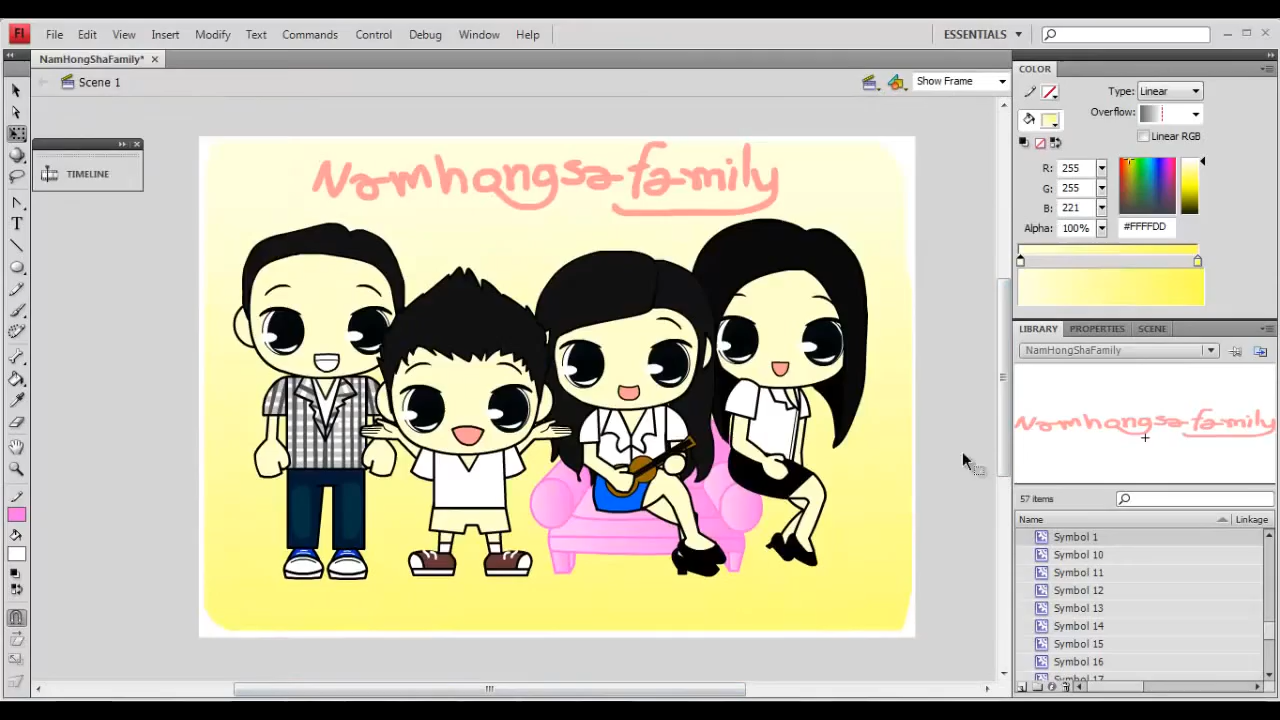 Fl File Edit View Insert Modify Text Commands Control Debug Window Help ESSENTIALS
NamHongShaFamily*
Scene 1
Show Frame
TIMELINE
Namhongsa family
COLOR
Type: Linear
Overflow:
Linear RGB
R: 255
G: 255
B: 221
Alpha: 100% #FFFFDD
LIBRARY PROPERTIES SCENE
NamHongShaFamily
Namhongsa family
57 items
Name Linkage
Symbol 1
Symbol 10
Symbol 11
Symbol 12
Symbol 13
Symbol 14
Symbol 15
Symbol 16
Symbol 17